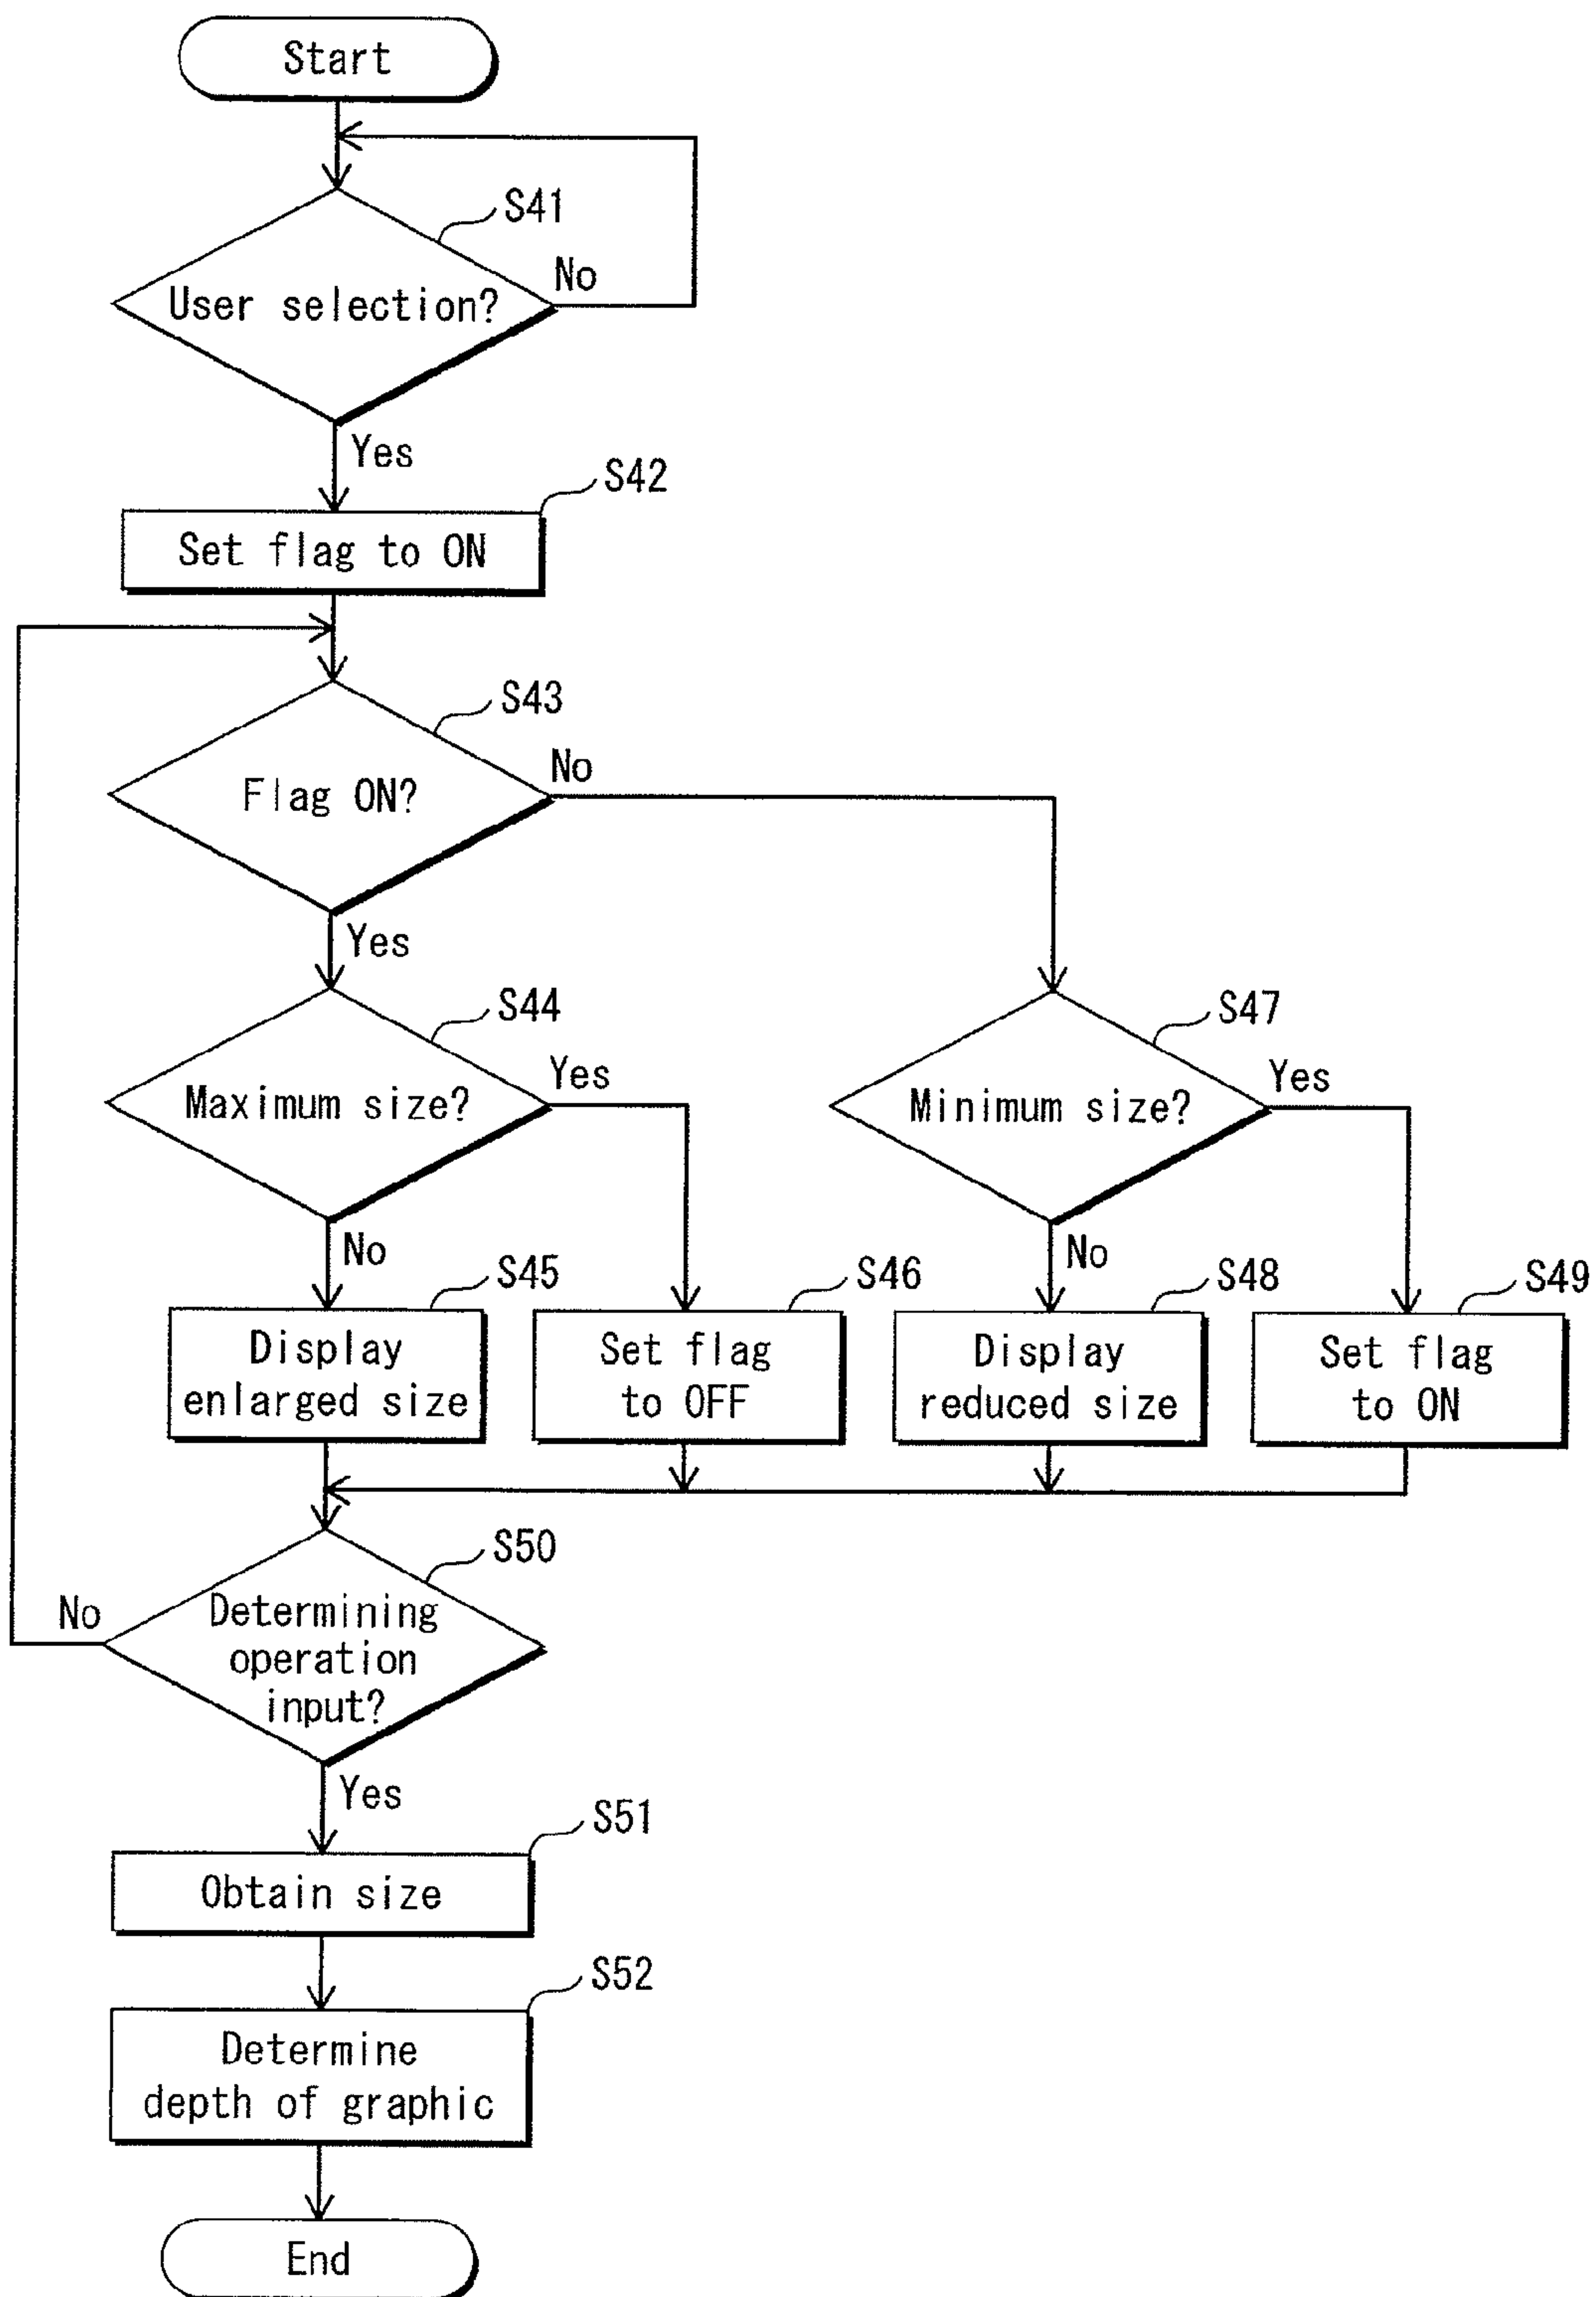 Start
S41
User selection?
No
Yes
S42
Set flag to ON
S43
Flag ON?
No
Yes
S44
Maximum size?
Yes
No
S47
Minimum size?
Yes
No
S45
Display
enlarged size
S46
Set flag
to OFF
S48
Display
reduced size
S49
Set flag
to ON
S50
Determining
operation
input?
No
Yes
S51
Obtain size
S52
Determine
depth of graphic
End